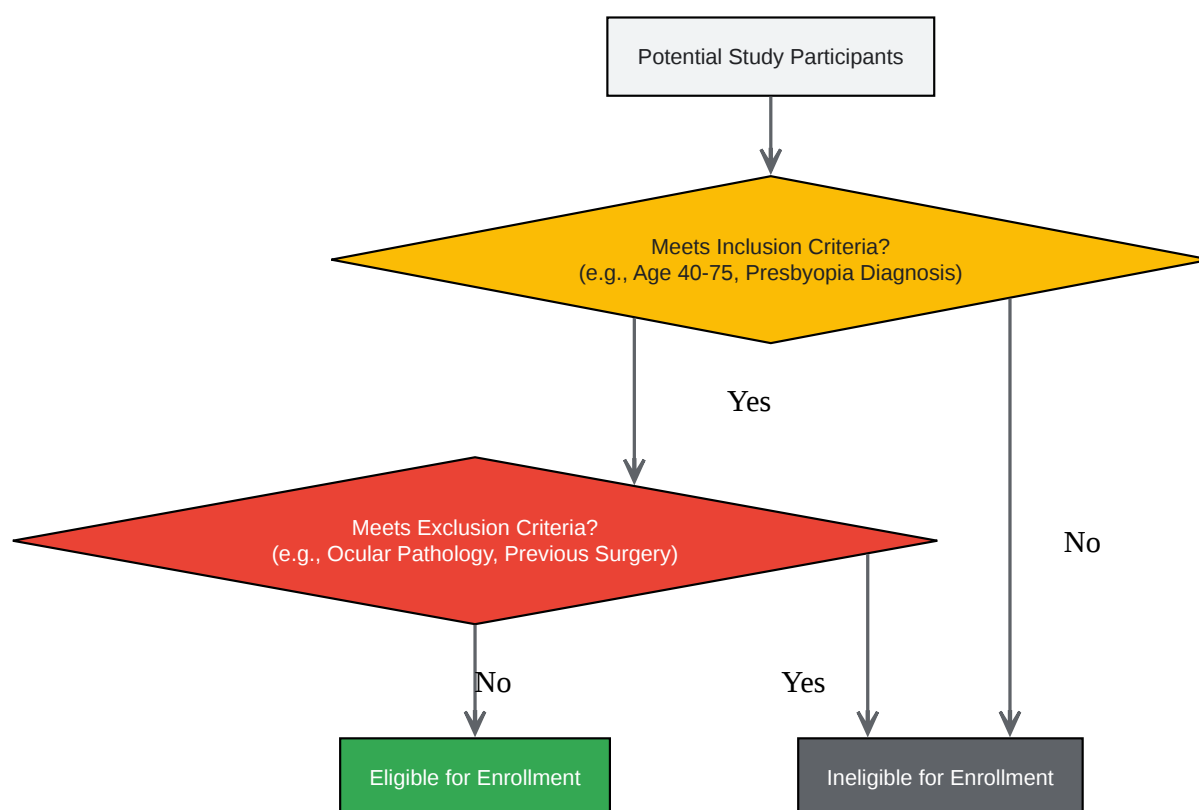 Potential Study Participants
Meets Inclusion Criteria?
(e.g., Age 40-75, Presbyopia Diagnosis)
Yes
Meets Exclusion Criteria?
(e.g., Ocular Pathology, Previous Surgery)
No
No
Yes
Eligible for Enrollment
Ineligible for Enrollment